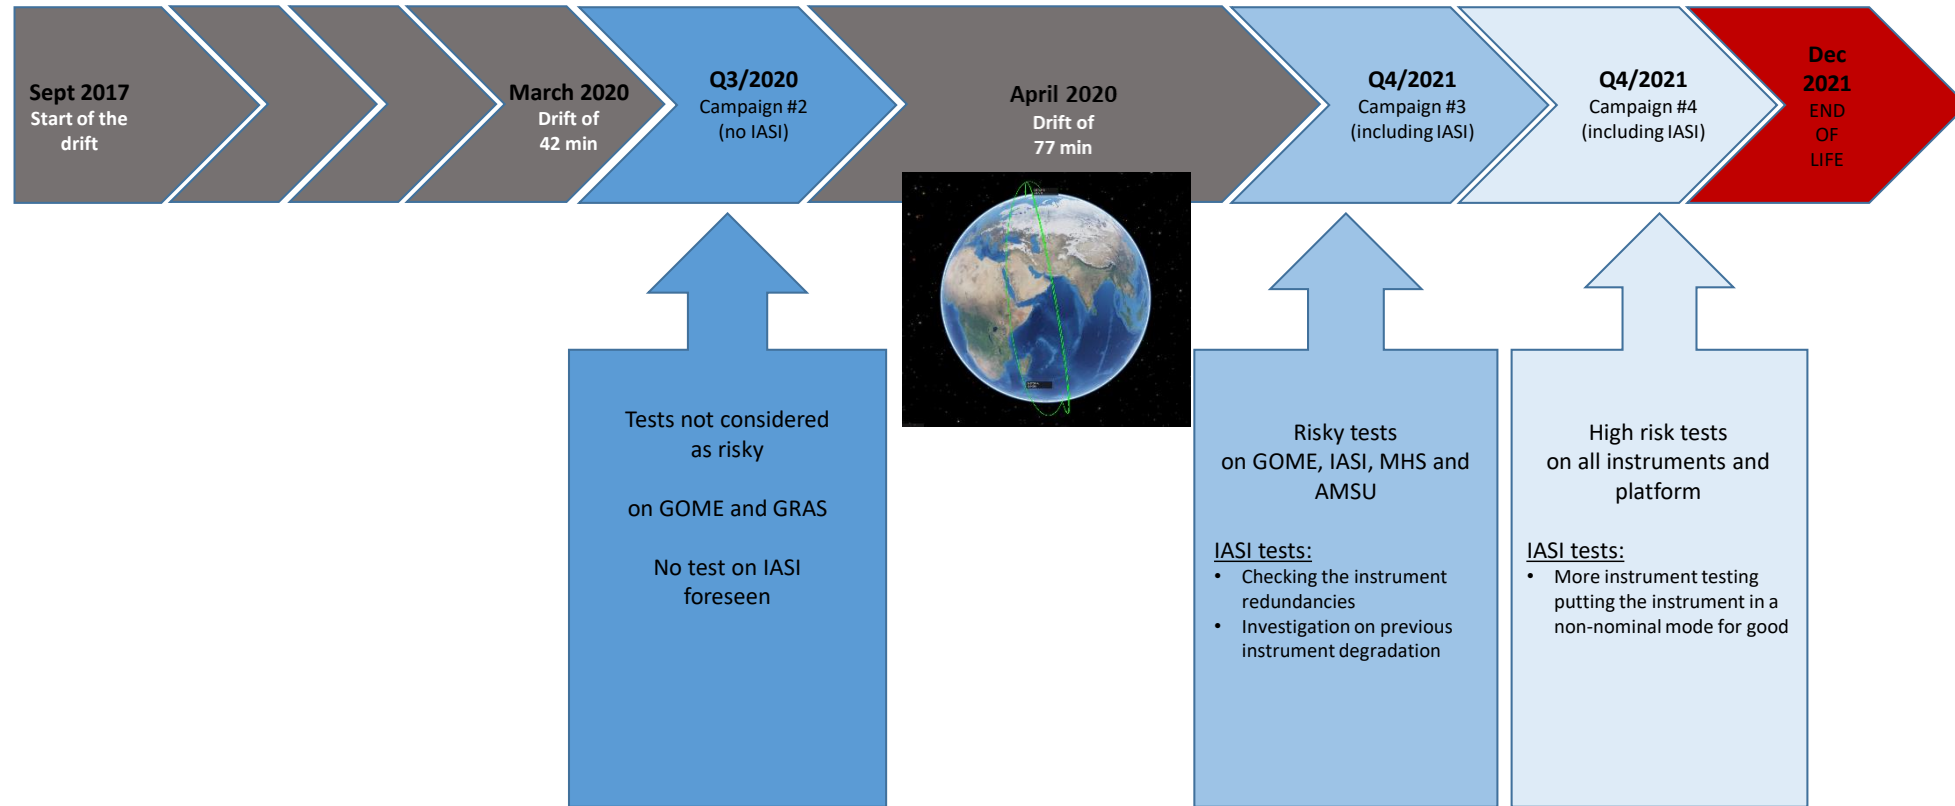 Sept 2017
Start of the
drift
March 2020
Drift of
42 min
Q3/2020
Campaign #2
(no IASI)
April 2020
Drift of
77 min
Q4/2021
Campaign #3
(including IASI)
Q4/2021
Campaign #4
(including IASI)
Dec
2021
END
OF
LIFE
Tests not considered
as risky
on GOME and GRAS
No test on IASI
foreseen
Risky tests
on GOME, IASI, MHS and
AMSU
IASI tests:
• Checking the instrument
redundancies
• Investigation on previous
instrument degradation
High risk tests
on all instruments and
platform
IASI tests:
• More instrument testing
putting the instrument in a
non-nominal mode for good